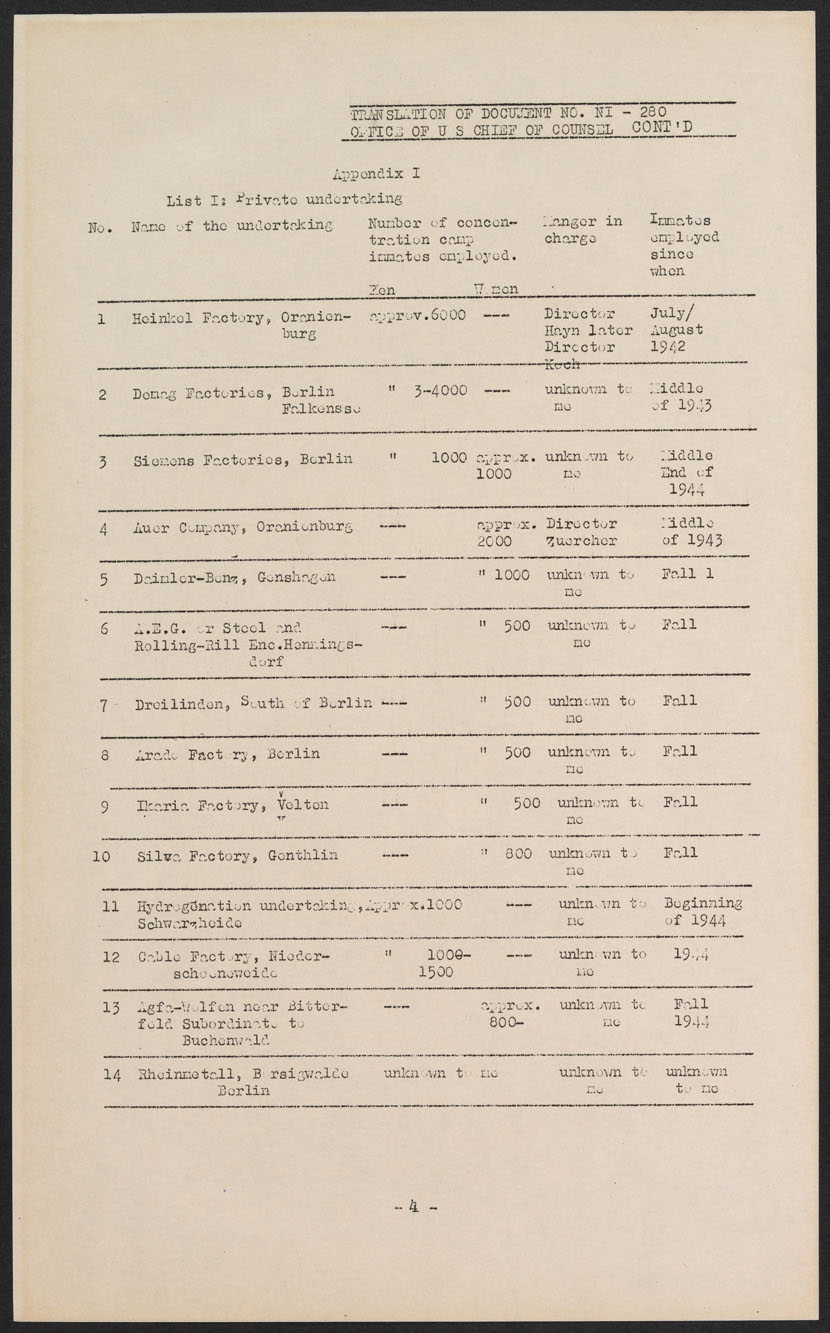 TRANSLATION OF DOCUMENT NO. NI - 280
OFFICE OF U S CHIEF OF COUNSEL CONT'D
Appendix I
List I: Private undertaking
No. Name of the undertaking Number of concen- Manger in Inmates
tration camp charge employed
inmates employed. since
when
Men Women
1 Heinkel Factory, Oranien- approv.6000 --- Director July/
burg Hayn later August
Director 1942
Koch
2 Demag Factories, Berlin " 3-4000 --- unknown to Middle
Falkensse me of 1943
3 Siemens Factories, Berlin " 1000 approx. unknown to Middle
1000 me End of
1944
4 Auer Company, Oranienburg --- approx. Director Middle
2000 Zuercher of 1943
5 Daimler-Benz, Genshagen --- " 1000 unknown to Fall 1
me
6 A.E.G. or Steel and --- " 500 unknown to Fall
Rolling-Rill Enc.Hennings- me
dorf
7 - Dreilinden, South of Berlin --- " 500 unknown to Fall
me
8 Arado Factory, Berlin --- " 500 unknown to Fall
me
9 Ikaria Factory, Velten --- " 500 unknown to Fall
me
10 Silva Factory, Genthlin --- " 800 unknown to Fall
me
11 Hydrogenation undertaking, Approx.1000 --- unknown to Beginning
Schwarzheide me of 1944
12 Cable Factory, Nieder- " 1000- --- unknown to 1944
schoeneweide 1500 me
13 Agfa-Wolfen near Bitter- --- approx. unknown to Fall
feld Subordinate to 800- me 1944
Buchenwald
14 Rheinmetall, Borsigwalde unknown to me unknown to unknown
Berlin me to me
- 4 -